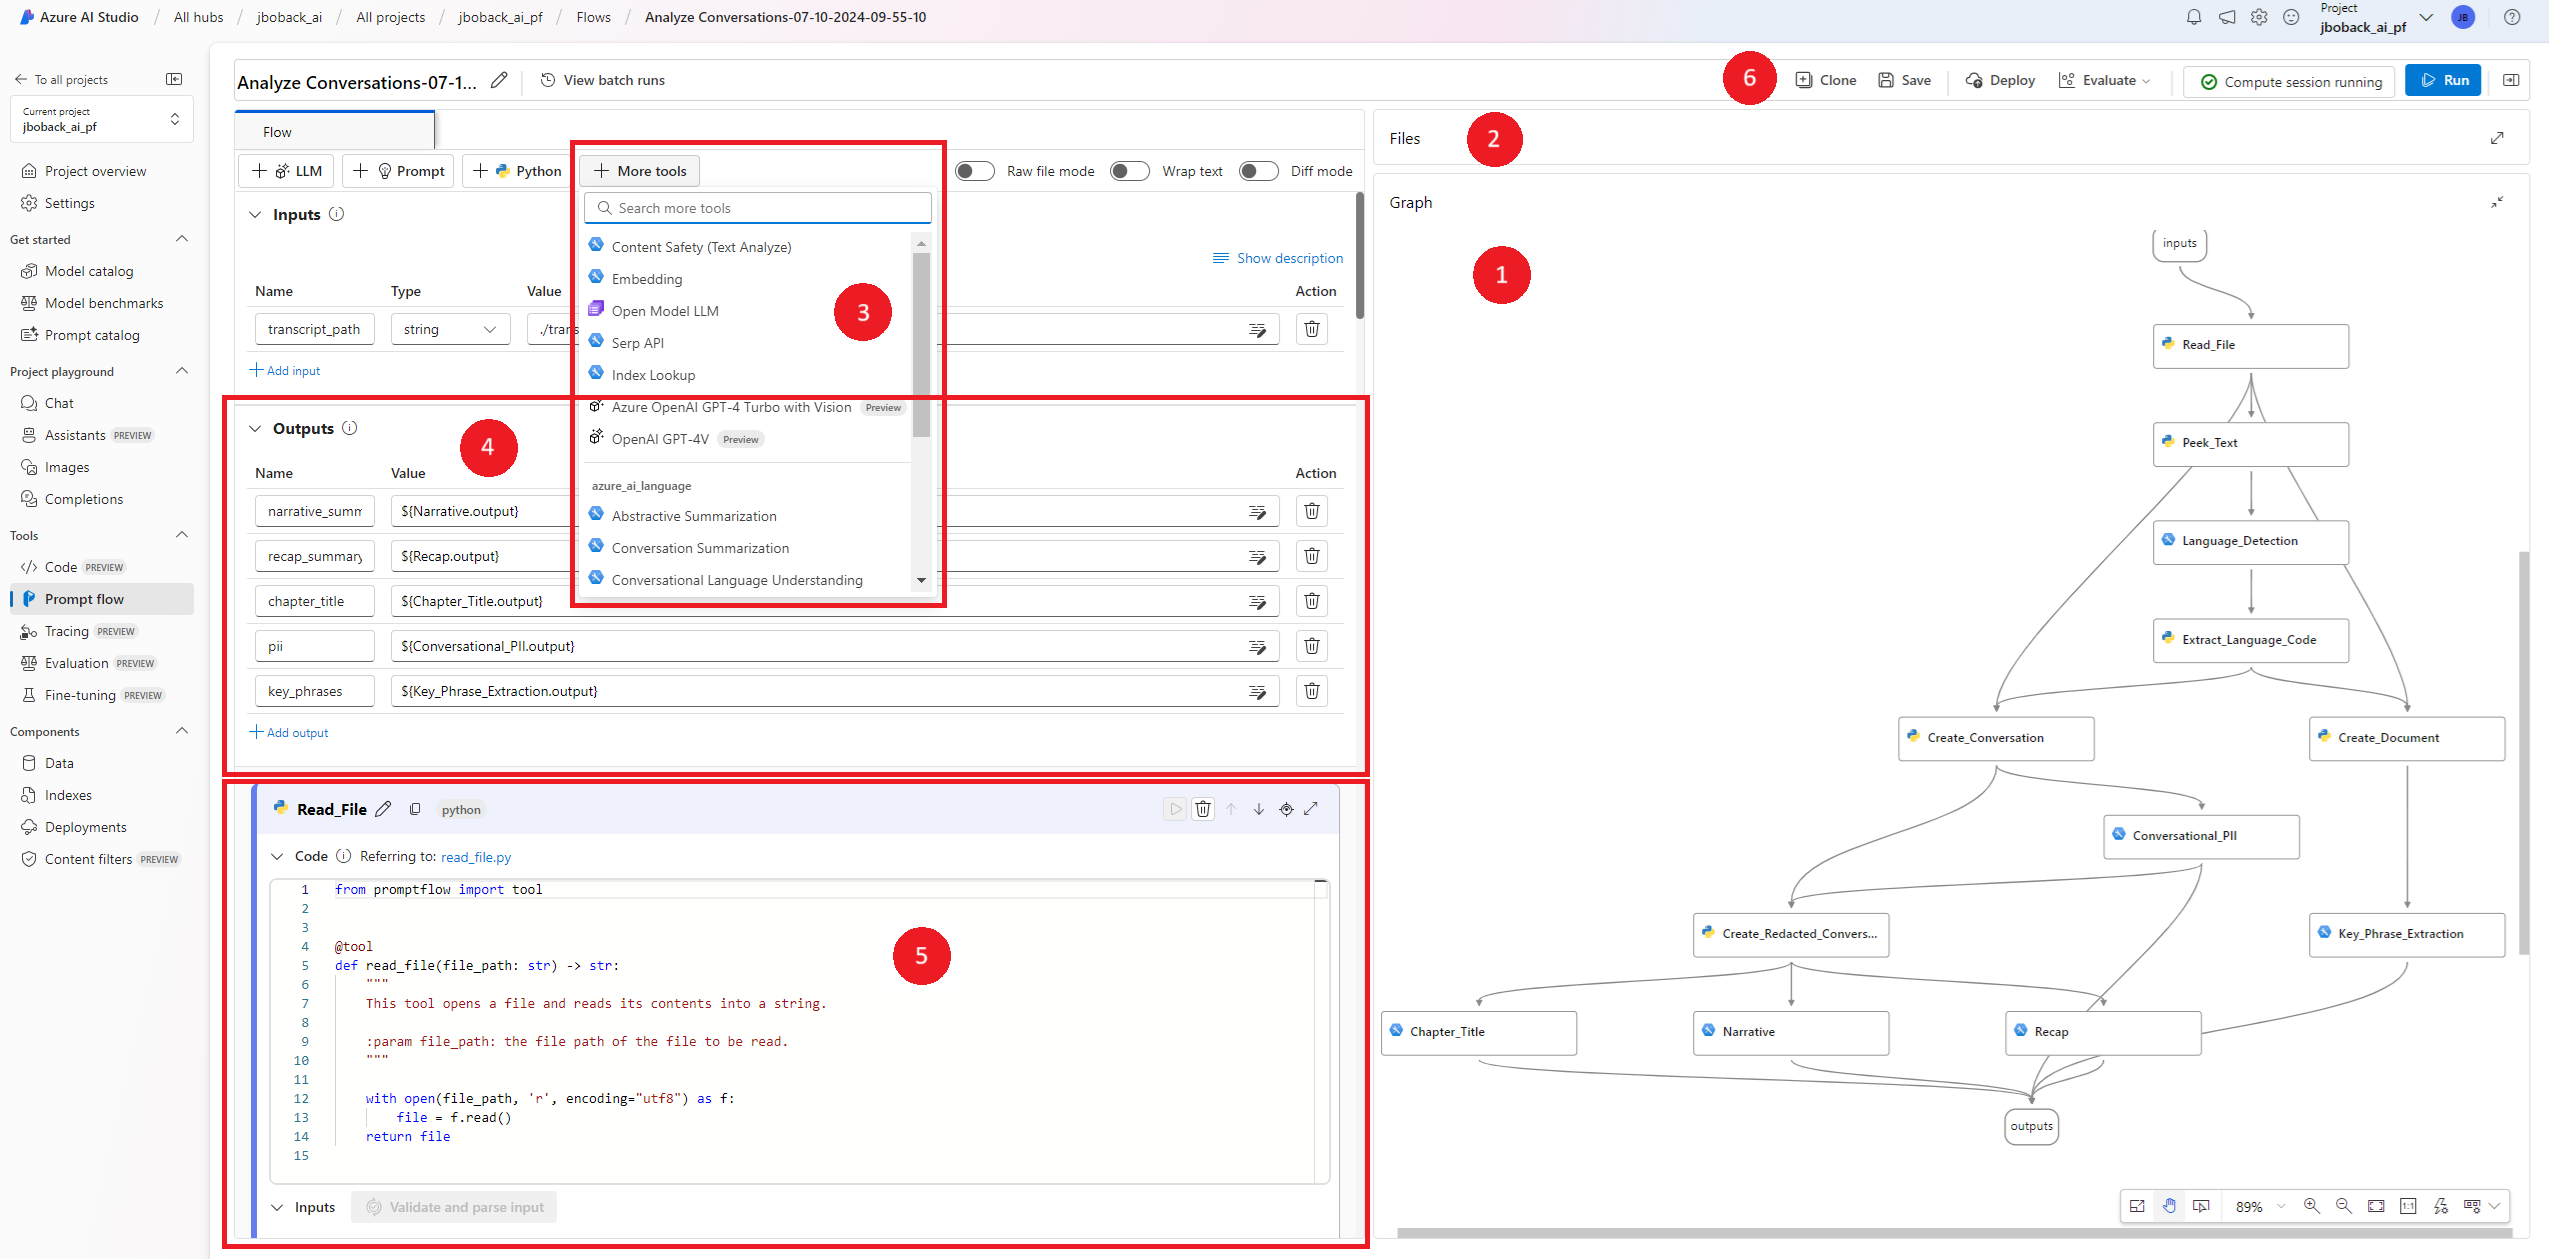 Azure AI Studio / All hubs / jboback_ai / All projects / jboback_ai_pf / Flows / Analyze Conversations-07-10-2024-09-55-10
Project
jboback_ai_pf
JB
To all projects
Current project
jboback_ai_pf
Project overview
Settings
Get started
Model catalog
Model benchmarks
Prompt catalog
Project playground
Chat
Assistants PREVIEW
Images
Completions
Tools
Code PREVIEW
Prompt flow
Tracing PREVIEW
Evaluation PREVIEW
Fine-tuning PREVIEW
Components
Data
Indexes
Deployments
Content filters PREVIEW
Analyze Conversations-07-1... View batch runs
6 Clone Save Deploy Evaluate Compute session running Run
Flow
LLM Prompt Python More tools Raw file mode Wrap text Diff mode
Inputs
Show description
Name Type Value Action
transcript_path string ./trans
Add input
Search more tools
Content Safety (Text Analyze)
Embedding
Open Model LLM
3
Serp API
Index Lookup
Azure OpenAI GPT-4 Turbo with Vision Preview
OpenAI GPT-4V Preview
azure_ai_language
Abstractive Summarization
Conversation Summarization
Conversational Language Understanding
Outputs
4
Name Value Action
narrative_summ ${Narrative.output}
recap_summary ${Recap.output}
chapter_title ${Chapter_Title.output}
pii ${Conversational_PII.output}
key_phrases ${Key_Phrase_Extraction.output}
Add output
Read_File python
Code Referring to: read_file.py
1 from promptflow import tool
2
3
4 @tool
5 def read_file(file_path: str) -> str:
6 """
7 This tool opens a file and reads its contents into a string.
8
9 :param file_path: the file path of the file to be read.
10 """
11
12 with open(file_path, 'r', encoding="utf8") as f:
13 file = f.read()
14 return file
15
5
Inputs Validate and parse input
Files 2
Graph
1
inputs
Read_File
Peek_Text
Language_Detection
Extract_Language_Code
Create_Conversation
Create_Document
Conversational_PII
Create_Redacted_Convers...
Key_Phrase_Extraction
Chapter_Title
Narrative
Recap
outputs
89% 1:1